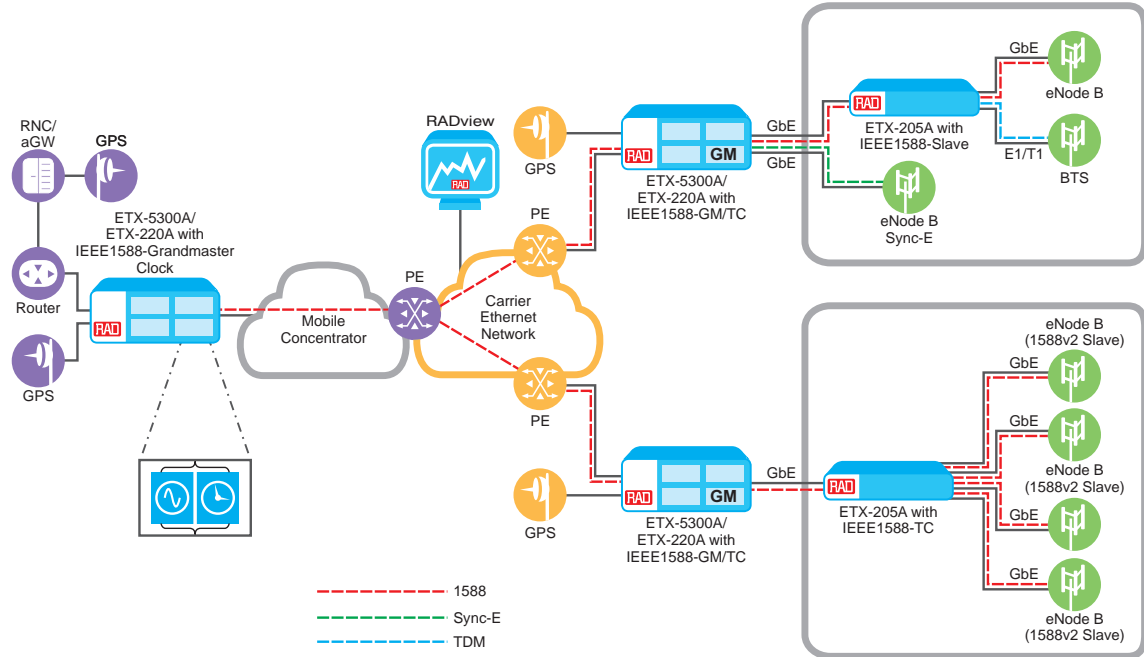 RNC/
aGW
GPS
ETX-5300A/
ETX-220A with
IEEE1588-Grandmaster
Clock
Router
RAD
GPS
Mobile
Concentrator
PE
RADview
RAD
Carrier
Ethernet
Network
PE
PE
GPS
RAD
GM
ETX-5300A/
ETX-220A with
IEEE1588-GM/TC
GbE
GbE
RAD
ETX-205A with
IEEE1588-Slave
GbE
eNode B
E1/T1
BTS
eNode B
Sync-E
GPS
RAD
GM
ETX-5300A/
ETX-220A with
IEEE1588-GM/TC
GbE
RAD
ETX-205A with
IEEE1588-TC
eNode B
(1588v2 Slave)
GbE
GbE
eNode B
(1588v2 Slave)
GbE
eNode B
(1588v2 Slave)
GbE
eNode B
(1588v2 Slave)
1588
Sync-E
TDM